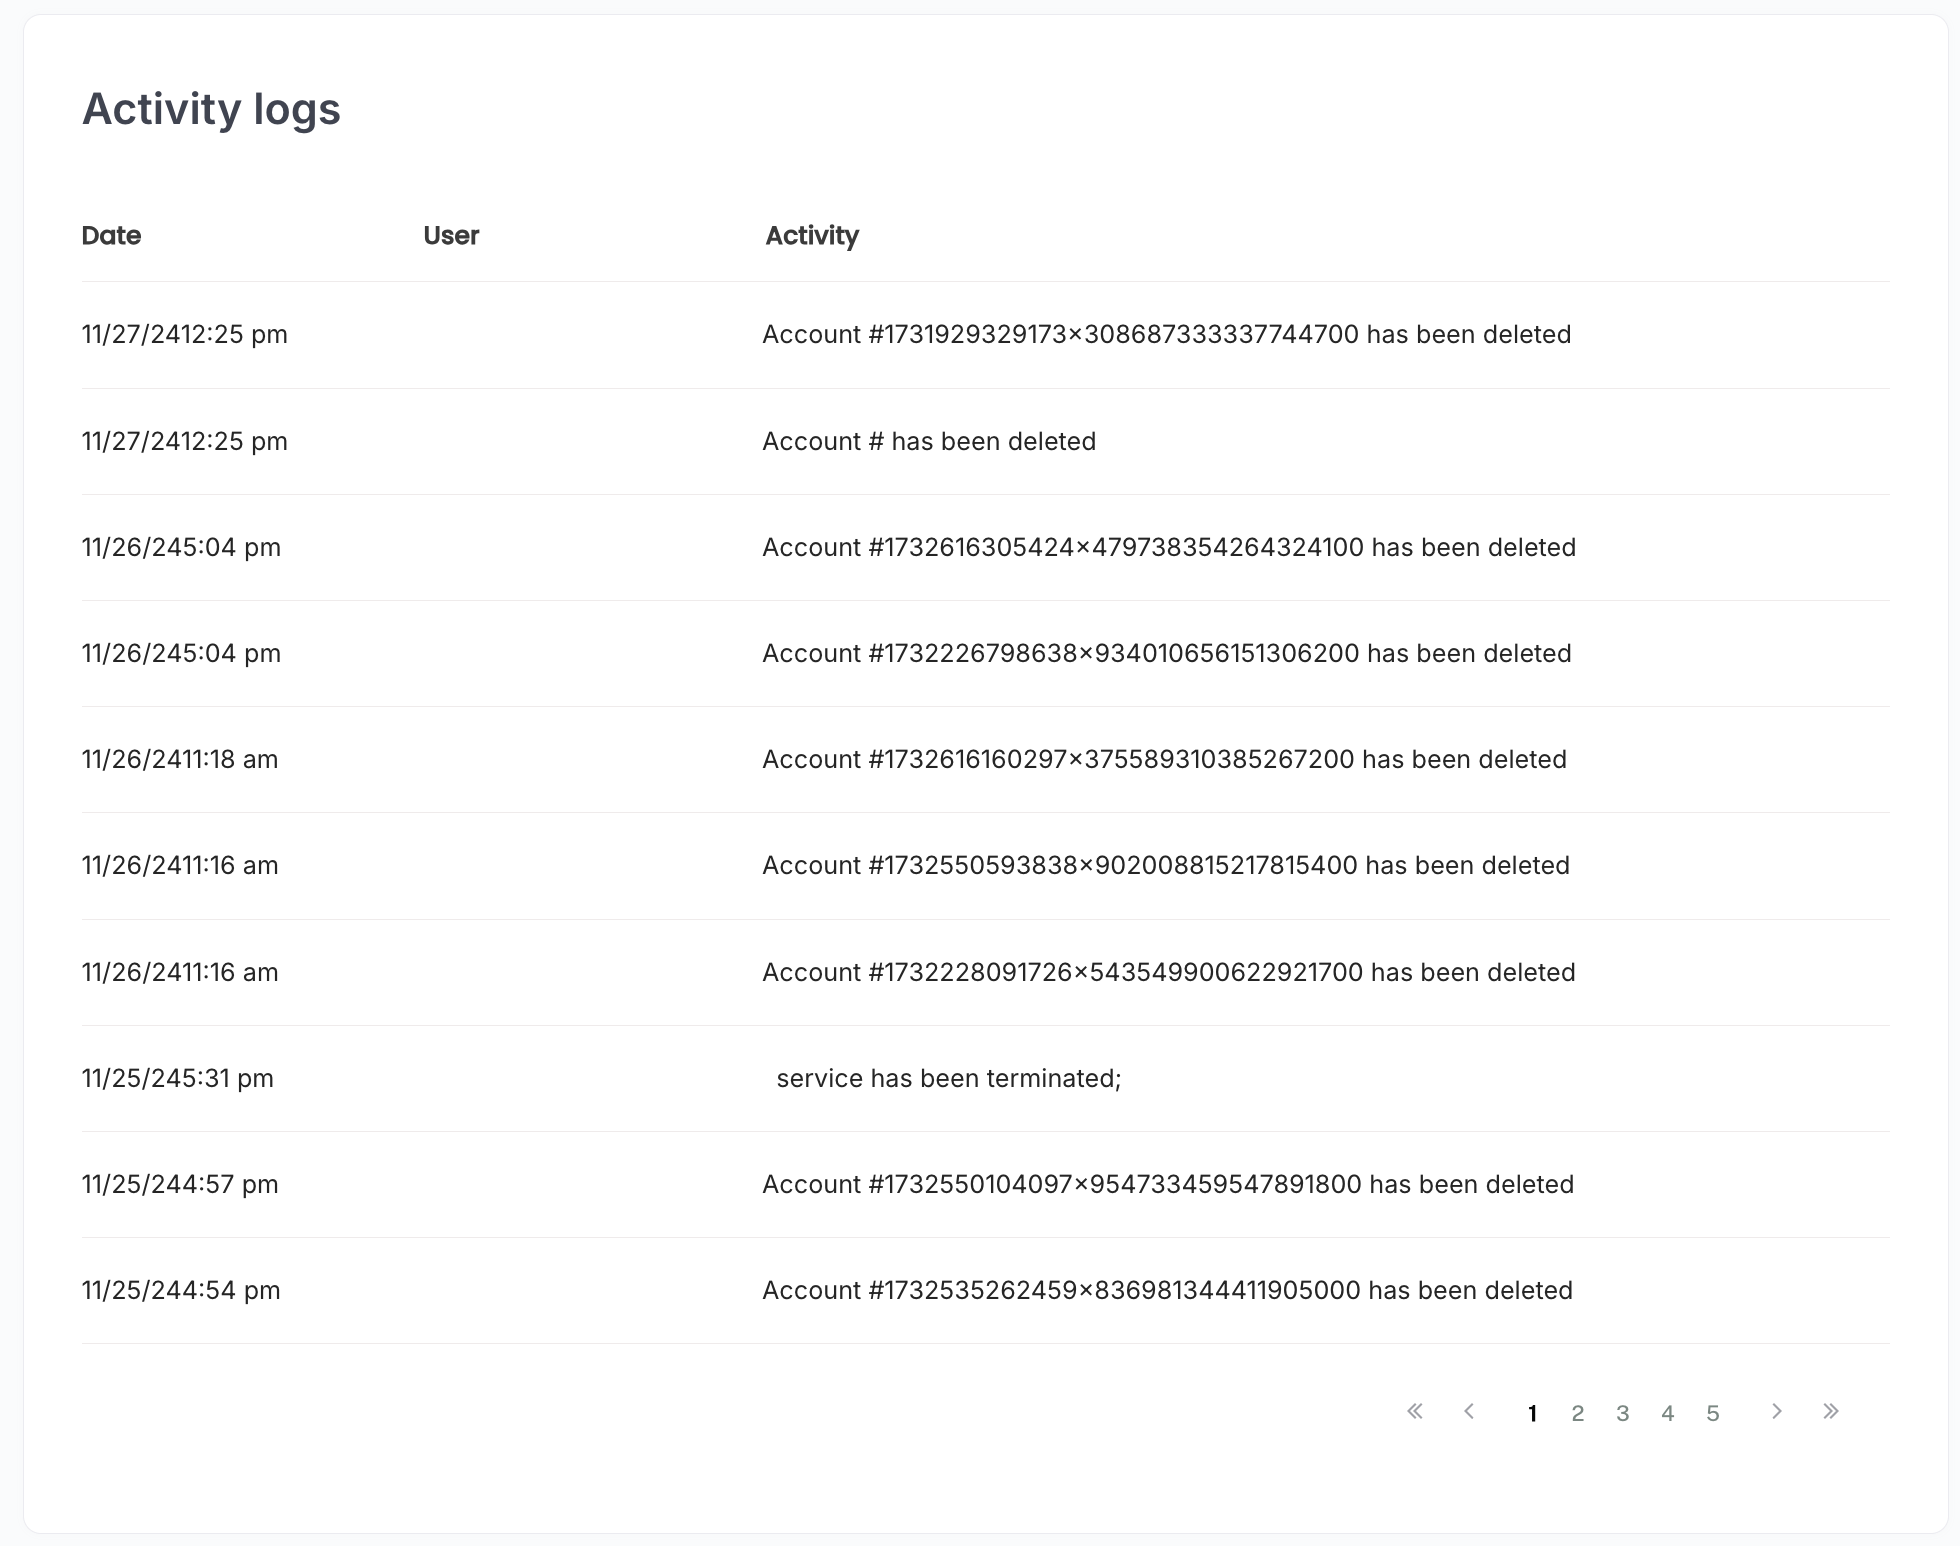 Activity logs
Date User Activity
11/27/2412:25 pm Account #1731929329173×308687333337744700 has been deleted
11/27/2412:25 pm Account # has been deleted
11/26/245:04 pm Account #1732616305424×479738354264324100 has been deleted
11/26/245:04 pm Account #1732226798638×934010656151306200 has been deleted
11/26/2411:18 am Account #1732616160297×375589310385267200 has been deleted
11/26/2411:16 am Account #1732550593838×902008815217815400 has been deleted
11/26/2411:16 am Account #1732228091726×543549900622921700 has been deleted
11/25/245:31 pm service has been terminated;
11/25/244:57 pm Account #1732550104097×954733459547891800 has been deleted
11/25/244:54 pm Account #1732535262459×836981344411905000 has been deleted
« ‹ 1 2 3 4 5 › »